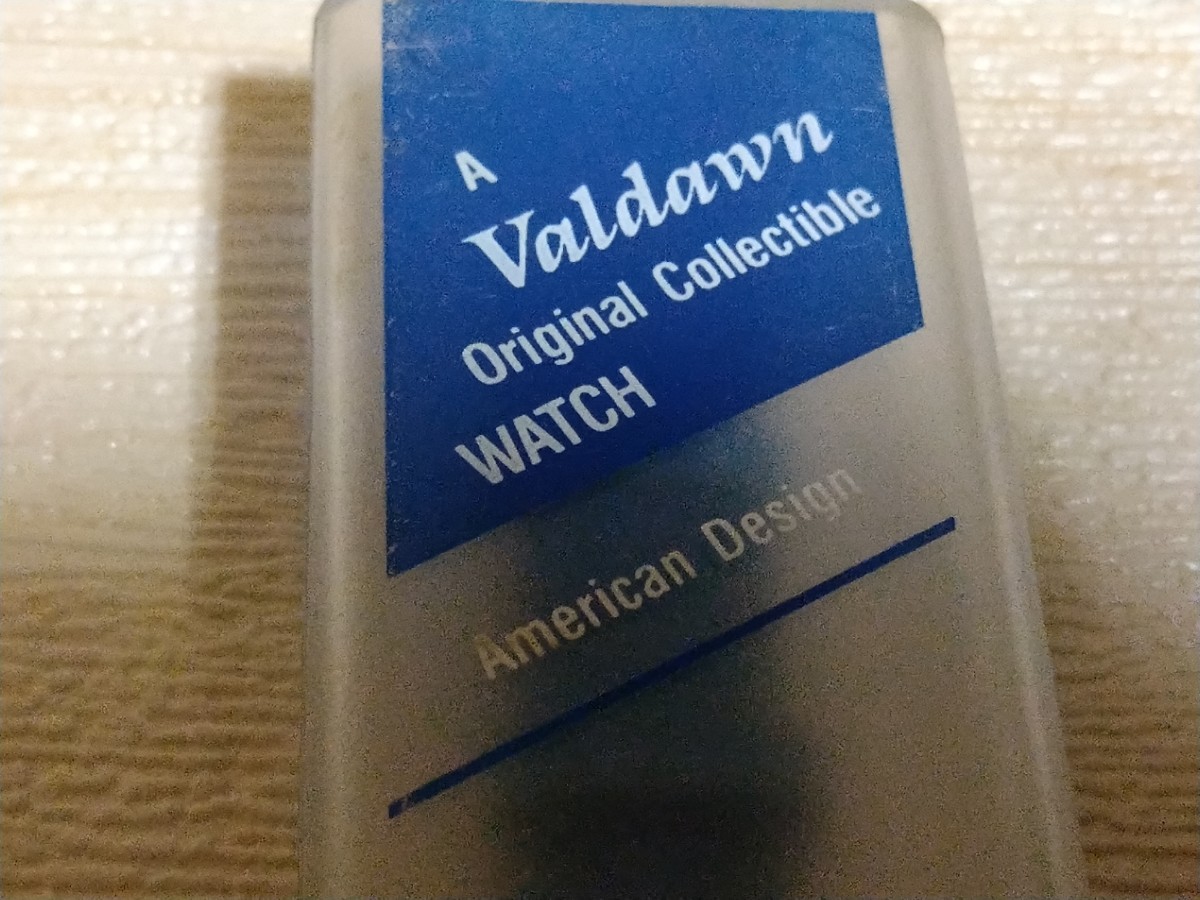 A
Valdawn
Original Collectible
WATCH
American Design